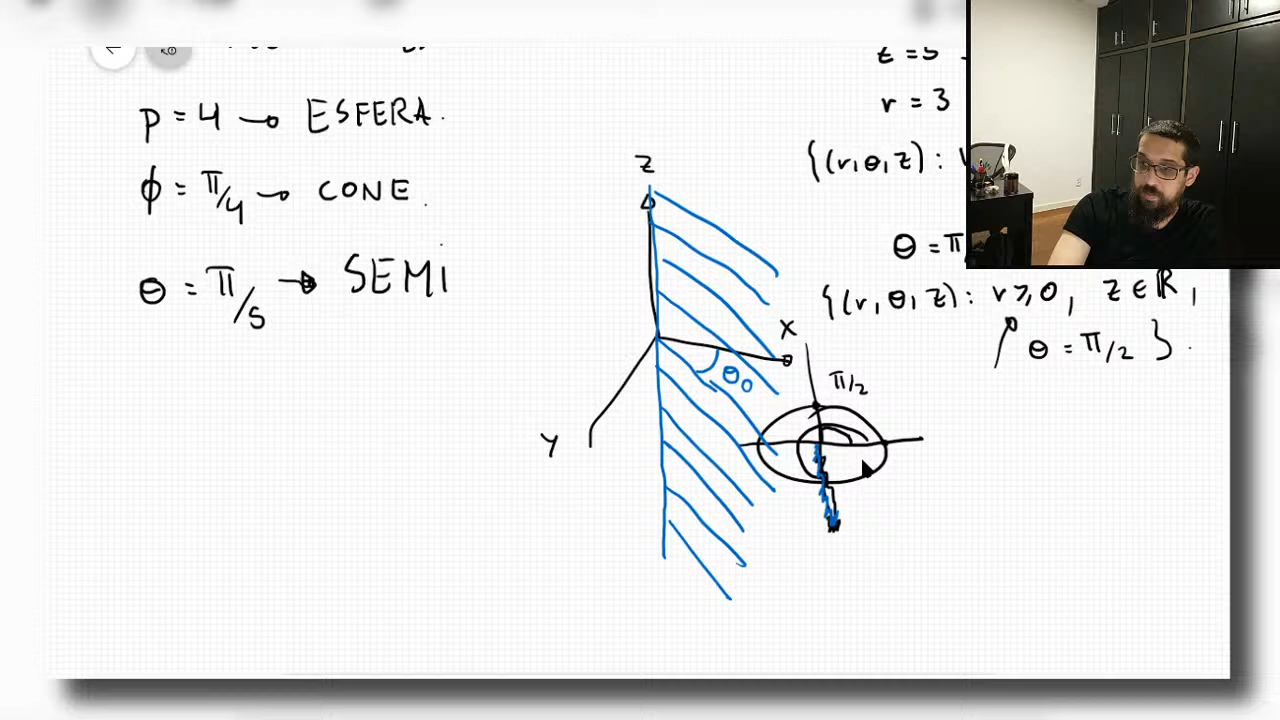 ρ = 4 → ESFERA.
ϕ = π/4 → CONE.
θ = π/5 → SEMI
z = 5
r = 3
{(r,θ,z):
θ = π/
{(r,θ,z): r ≥ 0, z ∈ ℝ,
θ = π/2}.
Z
X
θ₀
π/2
Y